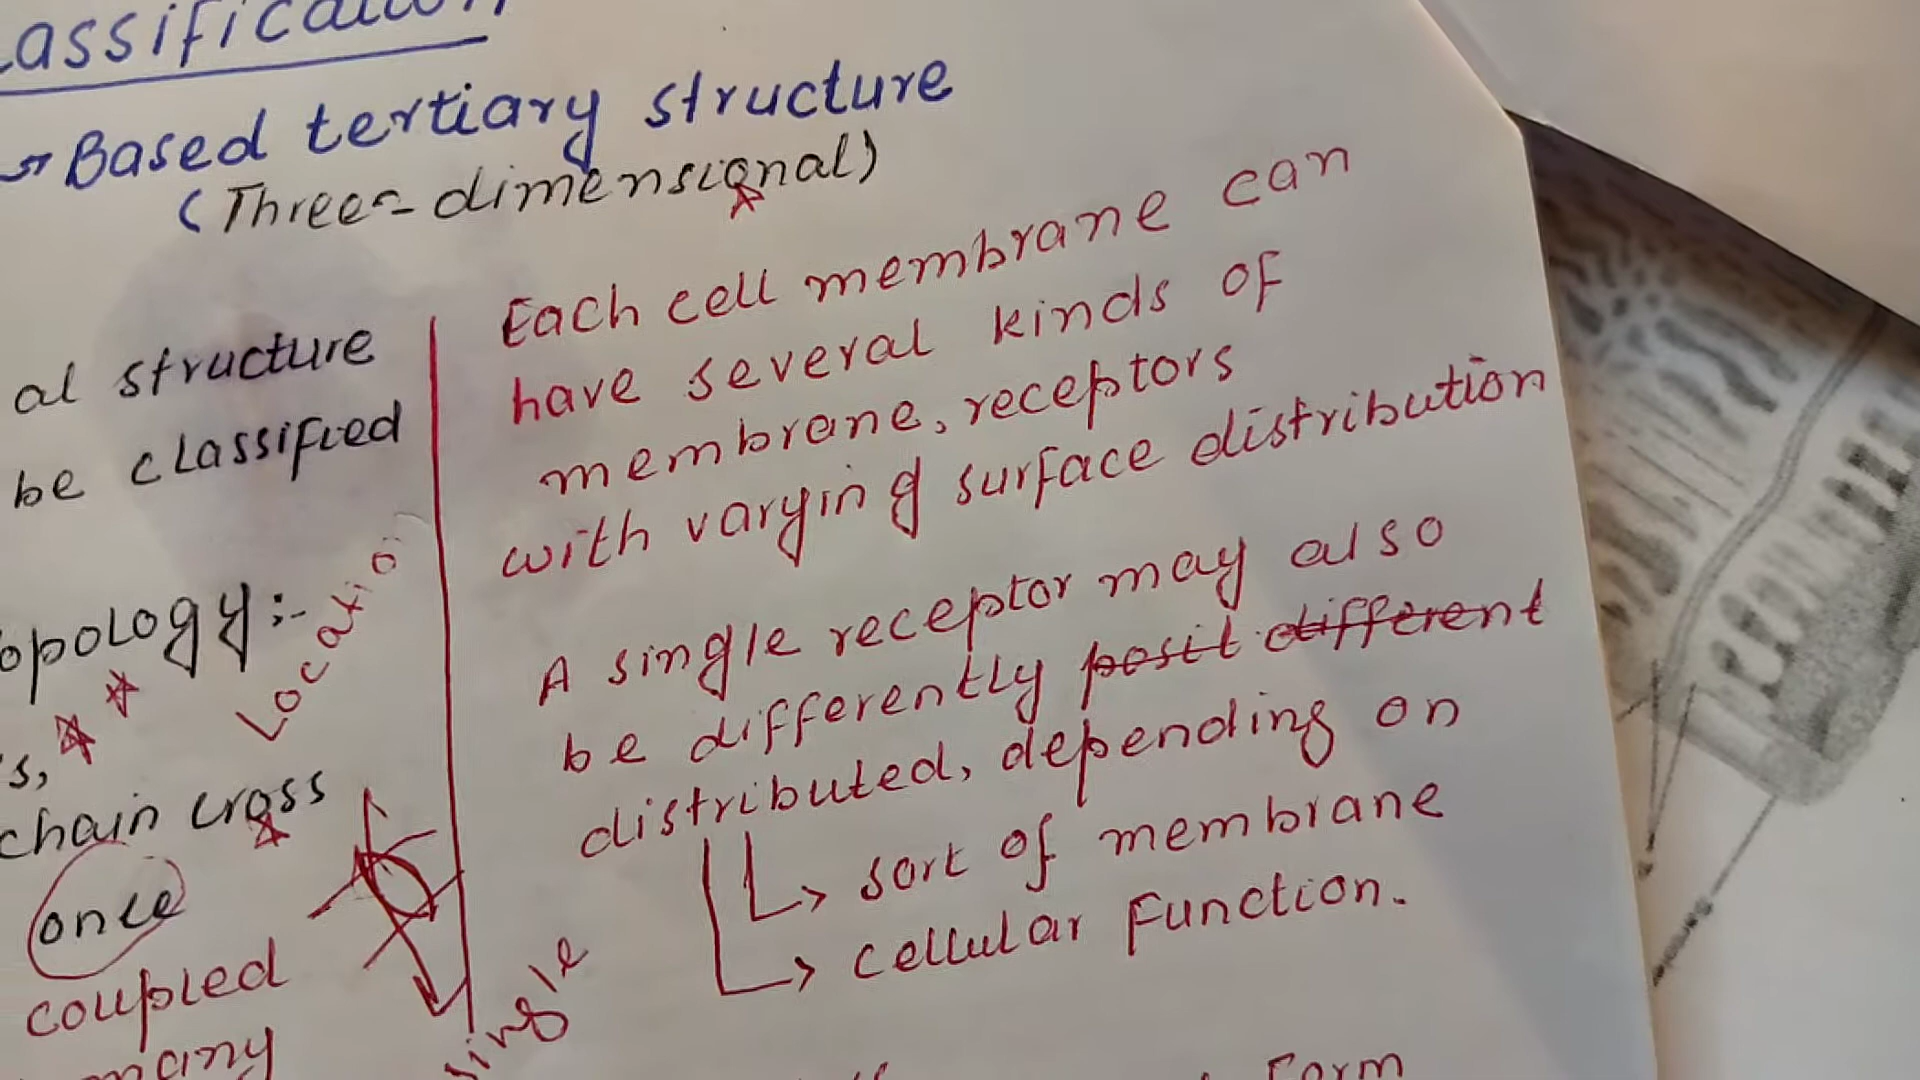 assification
Based tertiary structure
(Three-dimensional)
al structure
be classified
opology:-
Locatio
s,
chain cross
once
coupled
many
Each cell membrane can
have several kinds of
membrane, receptors
with varying surface distribution
A single receptor may also
be differently posit different
distributed, depending on
sort of membrane
cellular Function.
single
Form